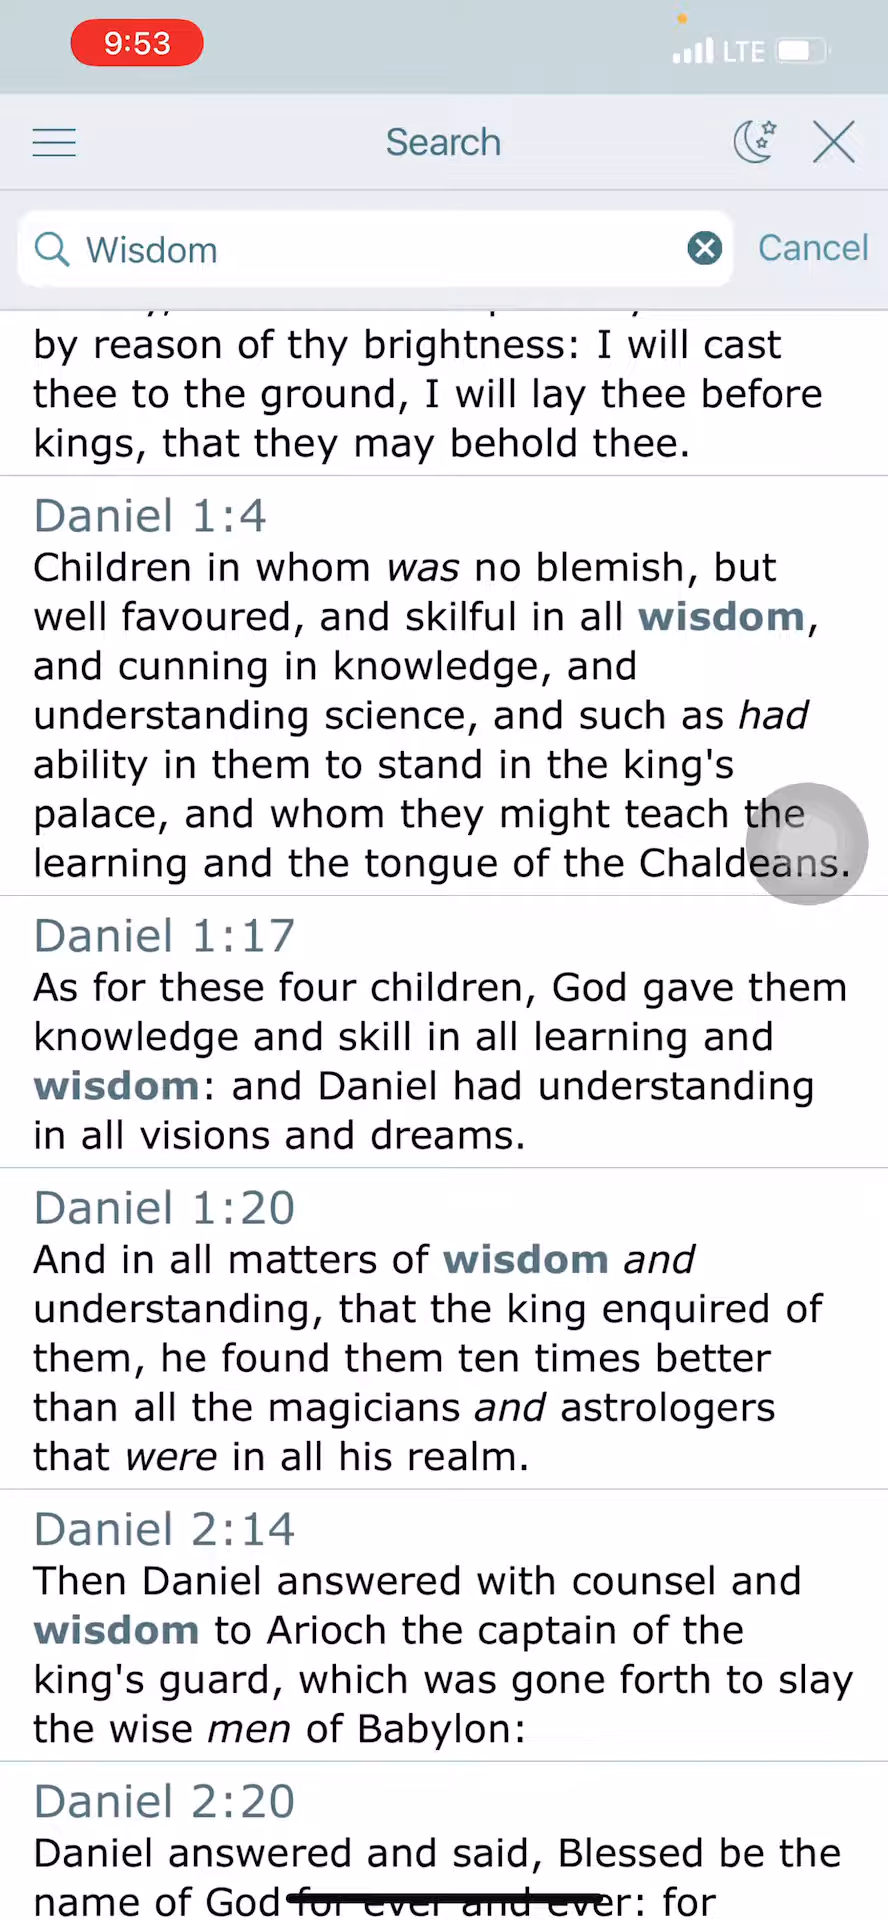 9:53
LTE
Search
Wisdom
Cancel
by reason of thy brightness: I will cast
thee to the ground, I will lay thee before
kings, that they may behold thee.
Daniel 1:4
Children in whom was no blemish, but
well favoured, and skilful in all wisdom,
and cunning in knowledge, and
understanding science, and such as had
ability in them to stand in the king's
palace, and whom they might teach the
learning and the tongue of the Chaldeans.
Daniel 1:17
As for these four children, God gave them
knowledge and skill in all learning and
wisdom: and Daniel had understanding
in all visions and dreams.
Daniel 1:20
And in all matters of wisdom and
understanding, that the king enquired of
them, he found them ten times better
than all the magicians and astrologers
that were in all his realm.
Daniel 2:14
Then Daniel answered with counsel and
wisdom to Arioch the captain of the
king's guard, which was gone forth to slay
the wise men of Babylon:
Daniel 2:20
Daniel answered and said, Blessed be the
name of God for ever and ever: for